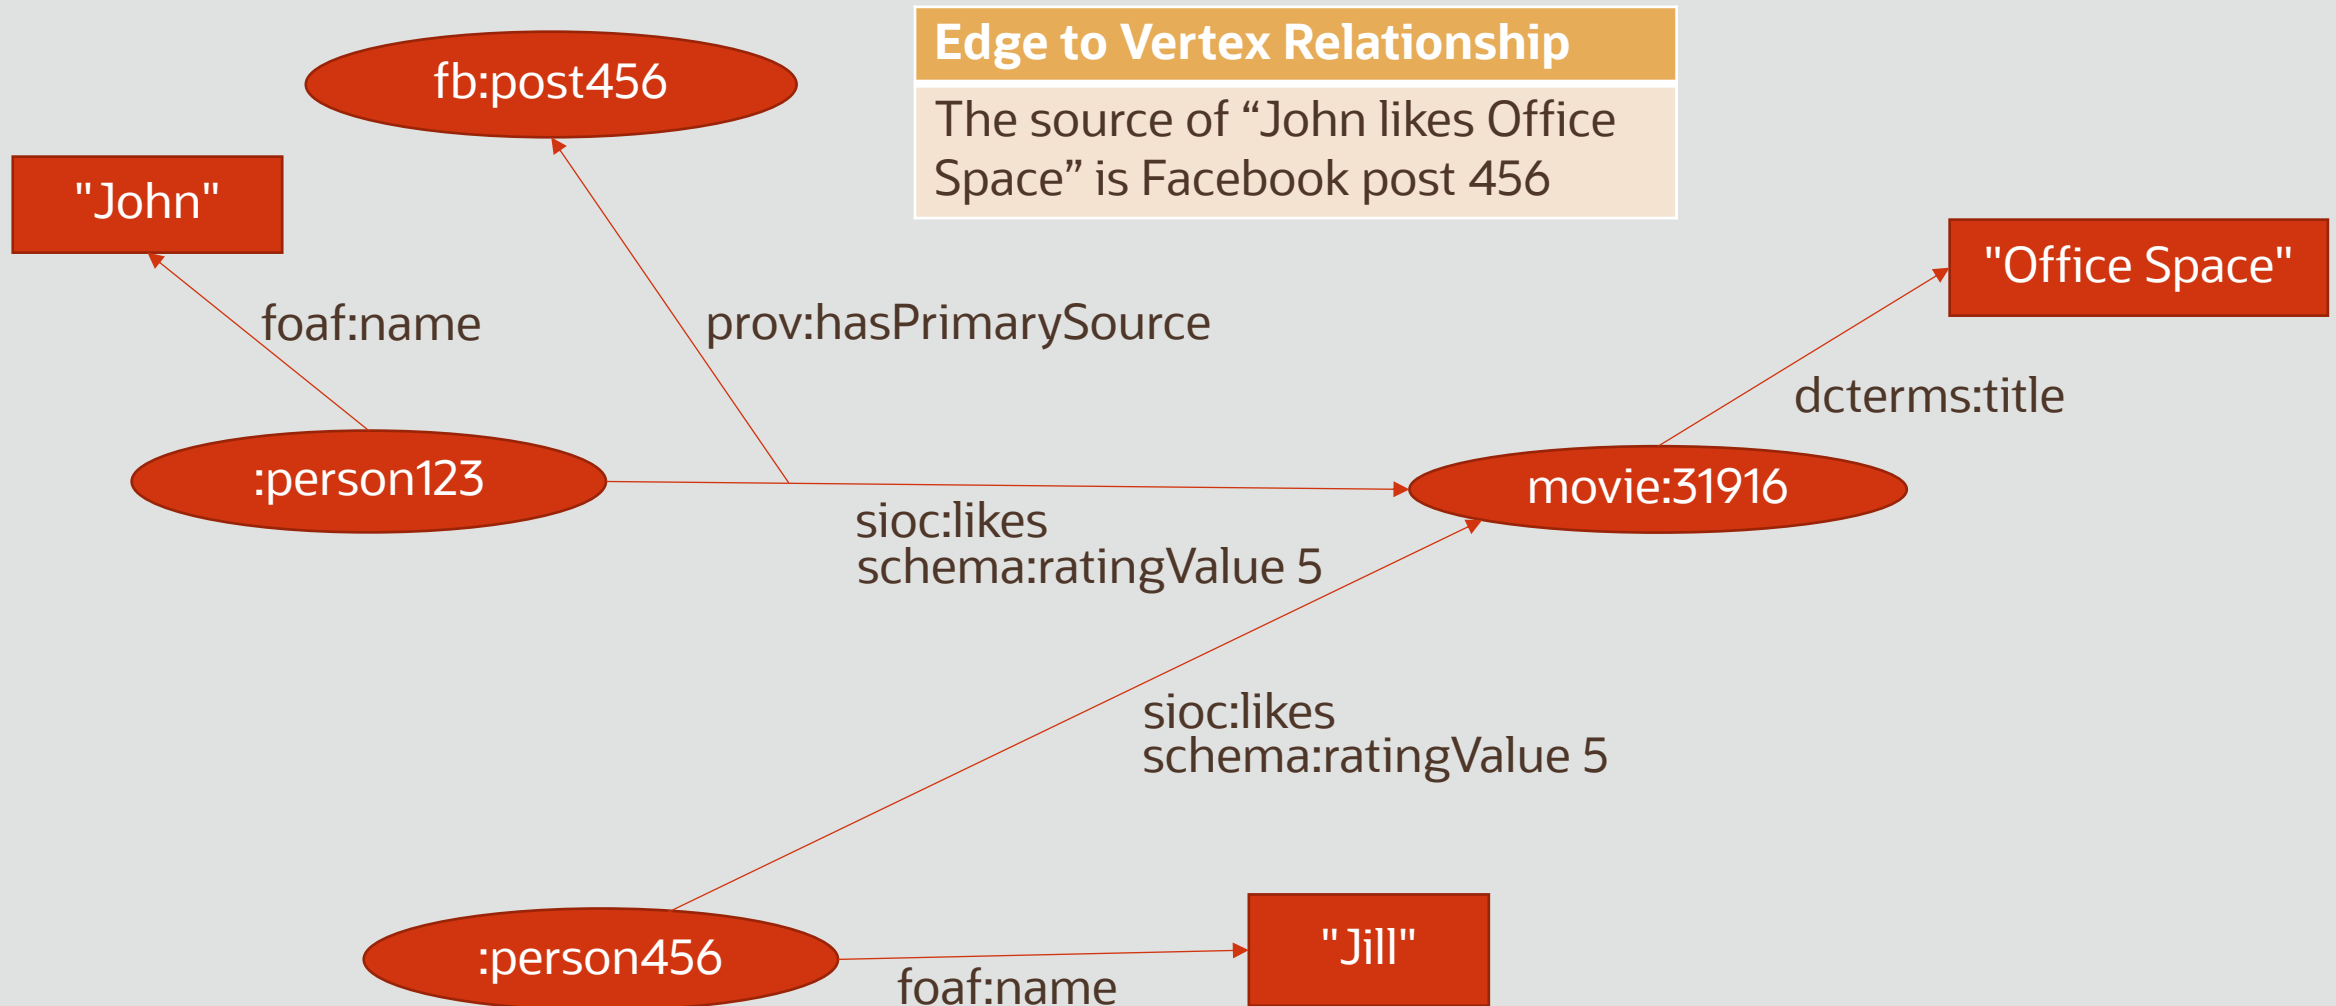 fb:post456
Edge to Vertex Relationship
The source of “John likes Office
Space” is Facebook post 456
"John"
"Office Space"
foaf:name
prov:hasPrimarySource
dcterms:title
:person123
movie:31916
sioc:likes
schema:ratingValue 5
sioc:likes
schema:ratingValue 5
:person456
"Jill"
foaf:name